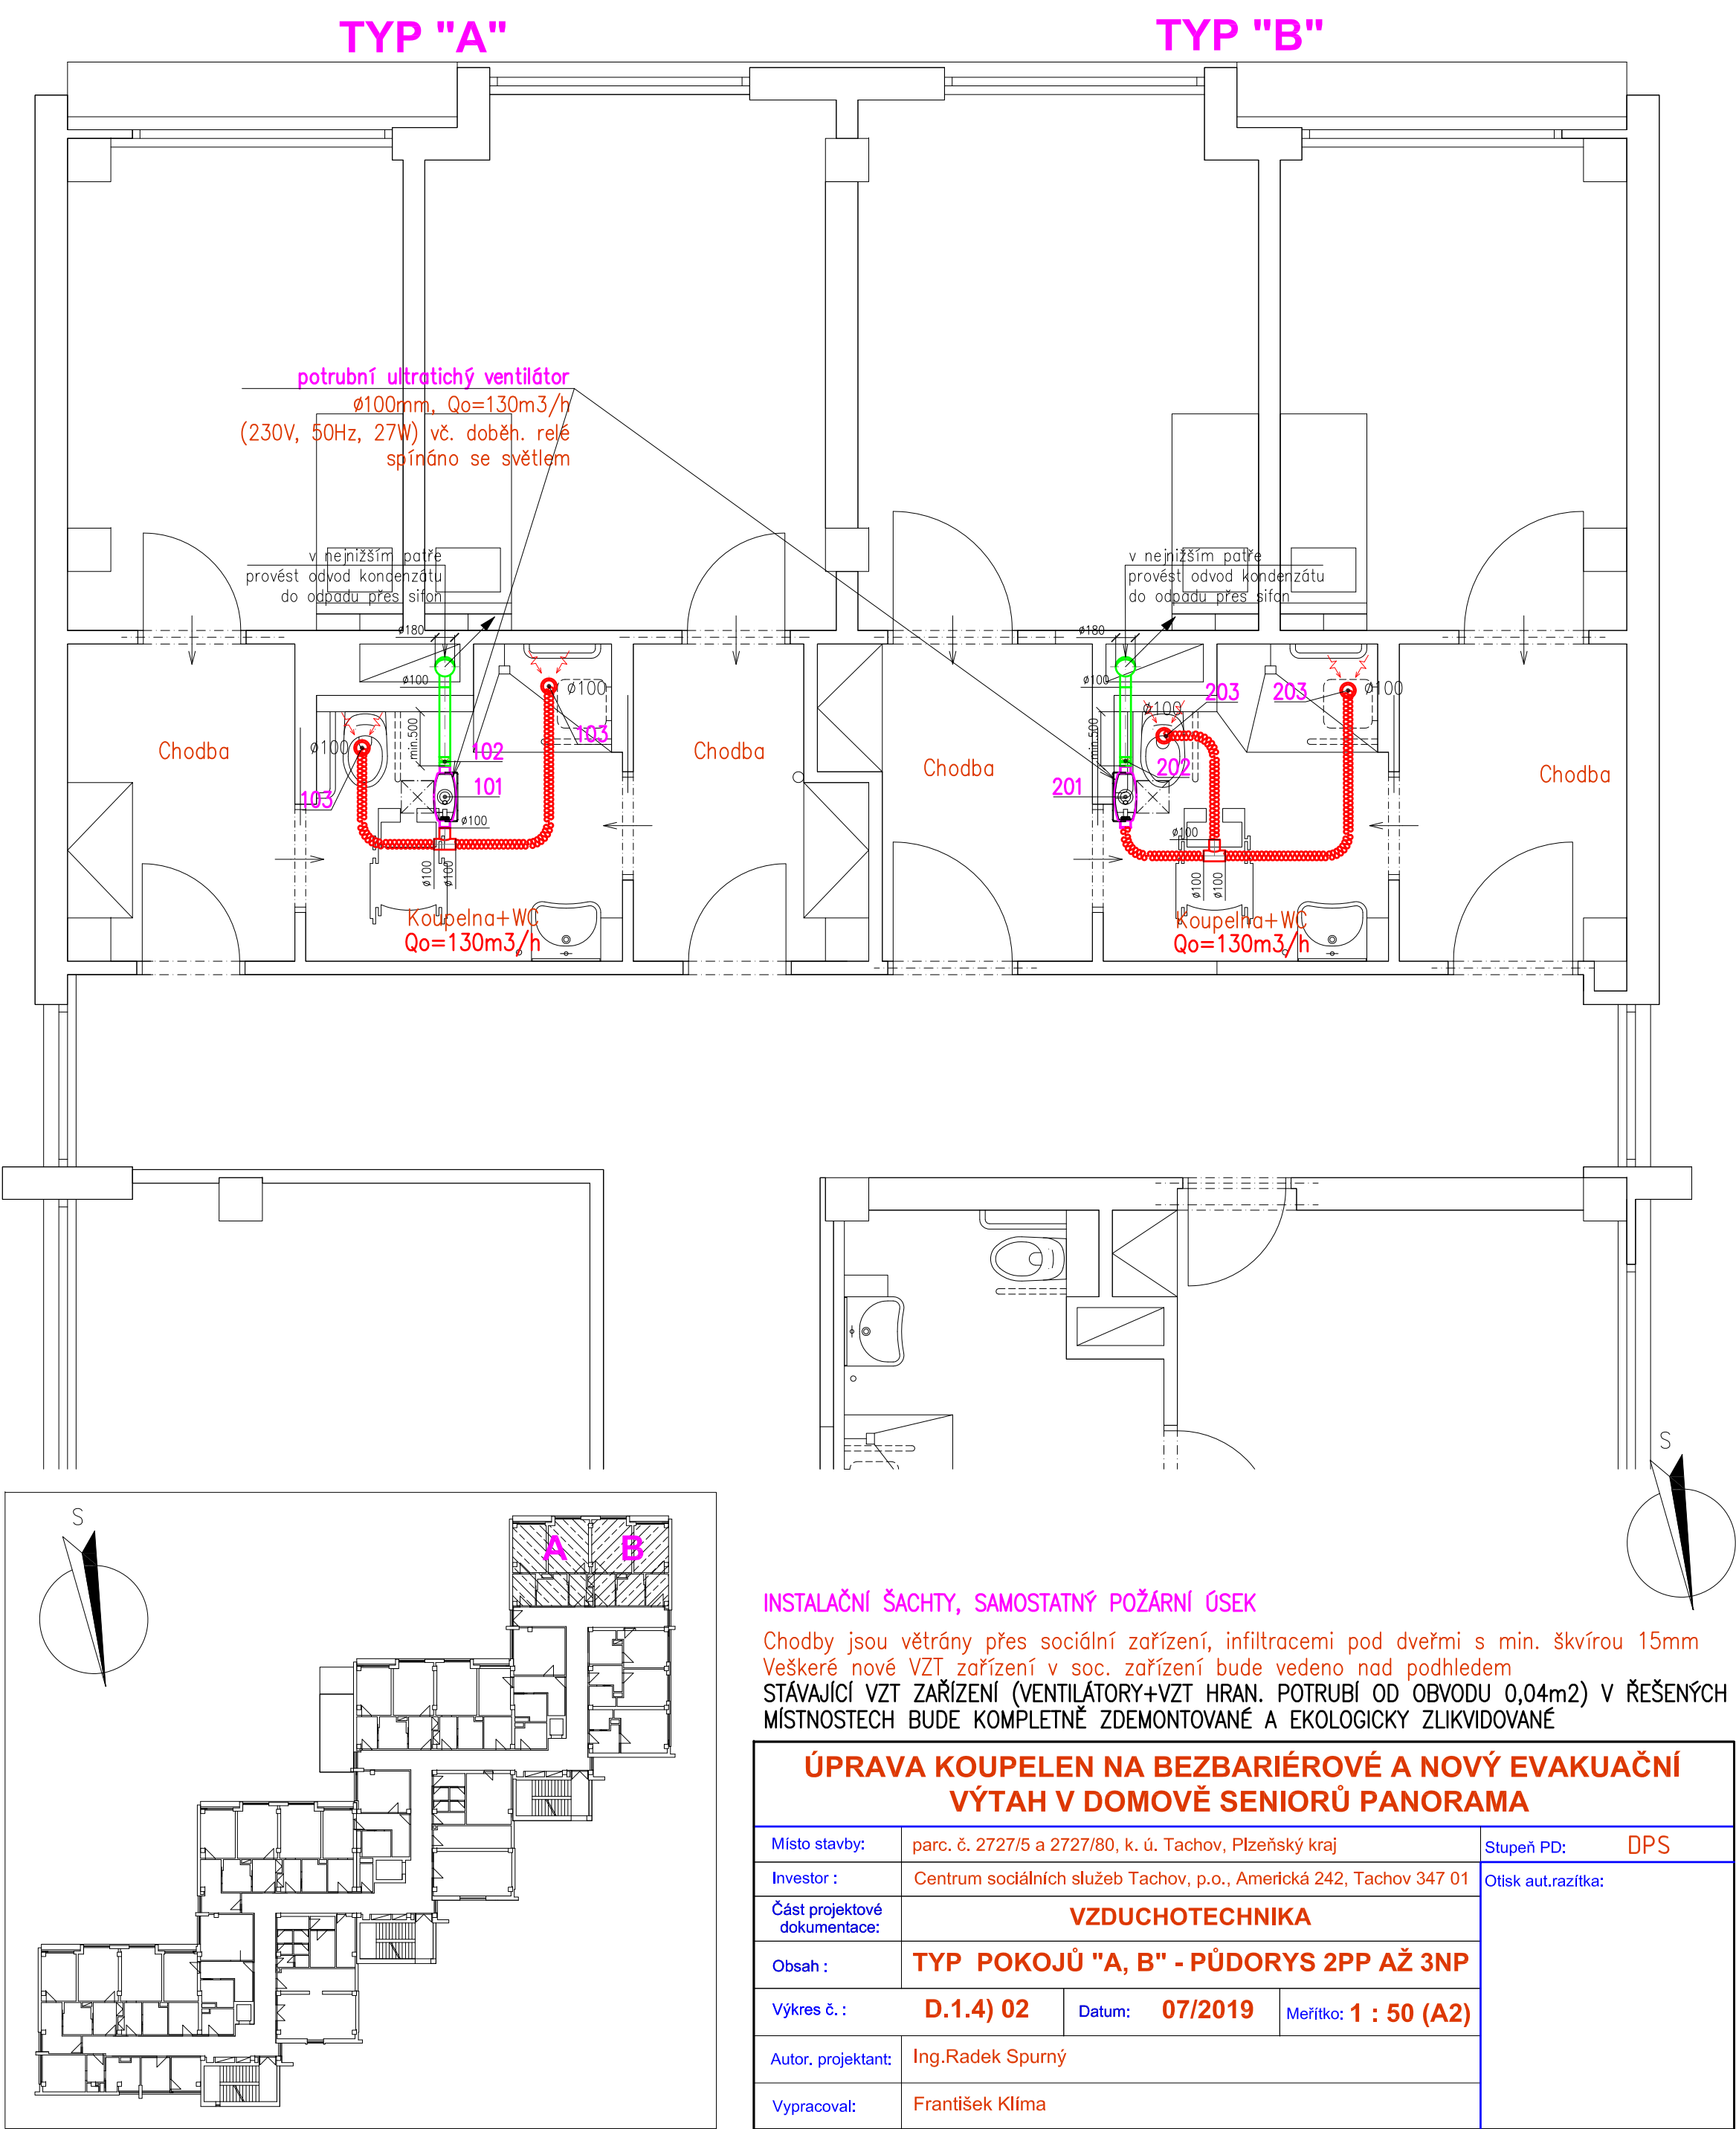 TYP "A"
TYP "B"
potrubní ultratichý ventilátor
ø100mm, Qo=130m3/h
(230V, 50Hz, 27W) vč. doběh. relé
spínáno se světlem
v nejnižším patře
provést odvod kondenzátu
do odpadu přes sifon
v nejnižším patře
provést odvod kondenzátu
do odpadu přes sifon
ø180
ø180
ø100
ø100
ø100
ø100
203
203
ø100
103
min.500
102
Chodba
ø100
Chodba
Chodba
min.500
202
Chodba
103
101
201
ø100
ø100
ø100
ø100
ø100
ø100
Koupelna+WC
Qo=130m3/h
Koupelna+WC
Qo=130m3/h
S
S
A
B
INSTALAČNÍ ŠACHTY, SAMOSTATNÝ POŽÁRNÍ ÚSEK
Chodby jsou větrány přes sociální zařízení, infiltracemi pod dveřmi s min. škvírou 15mm
Veškeré nové VZT zařízení v soc. zařízení bude vedeno nad podhledem
STÁVAJÍCÍ VZT ZAŘÍZENÍ (VENTILÁTORY+VZT HRAN. POTRUBÍ OD OBVODU 0,04m2) V ŘEŠENÝCH
MÍSTNOSTECH BUDE KOMPLETNĚ ZDEMONTOVANÉ A EKOLOGICKY ZLIKVIDOVANÉ
ÚPRAVA KOUPELEN NA BEZBARIÉROVÉ A NOVÝ EVAKUAČNÍ
VÝTAH V DOMOVĚ SENIORŮ PANORAMA
Místo stavby: parc. č. 2727/5 a 2727/80, k. ú. Tachov, Plzeňský kraj
Stupeň PD: DPS
Investor : Centrum sociálních služeb Tachov, p.o., Americká 242, Tachov 347 01
Otisk aut.razítka:
Část projektové
dokumentace:
VZDUCHOTECHNIKA
Obsah : TYP POKOJŮ "A, B" - PŮDORYS 2PP AŽ 3NP
Výkres č. : D.1.4) 02 Datum: 07/2019 Meřítko: 1 : 50 (A2)
Autor. projektant: Ing.Radek Spurný
Vypracoval: František Klíma